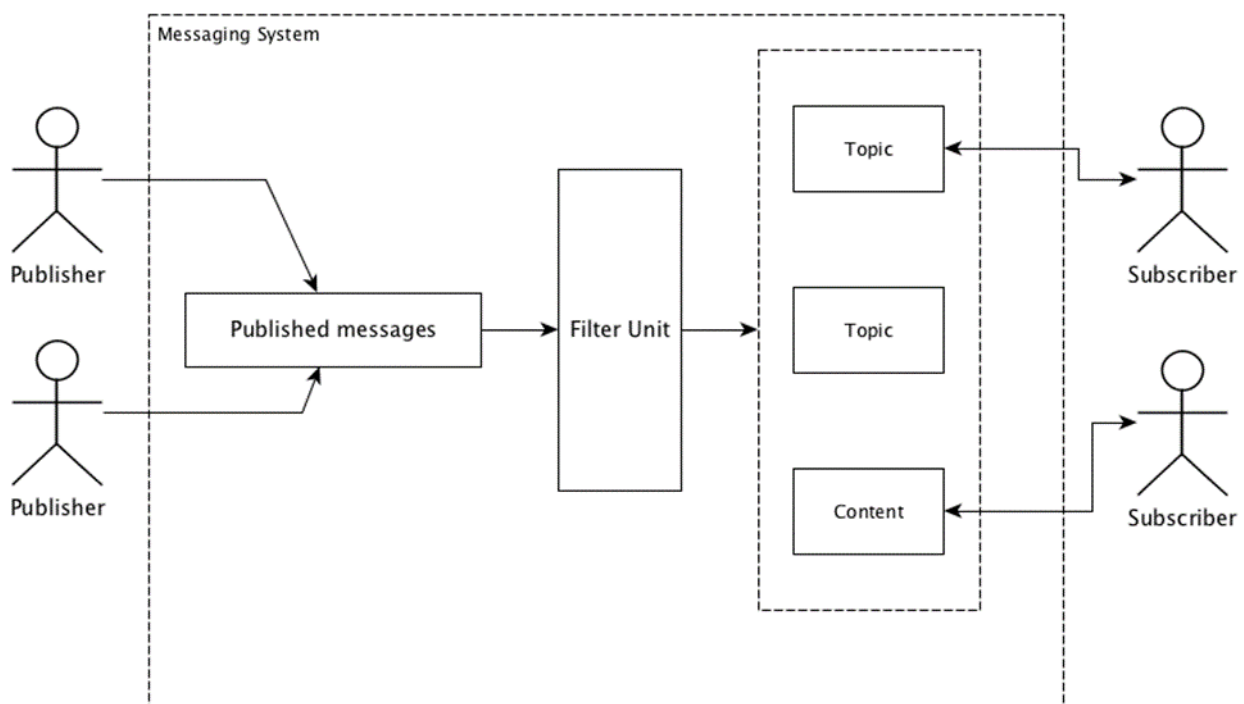 Messaging System
Publisher
Publisher
Published messages
Filter Unit
Topic
Topic
Content
Subscriber
Subscriber